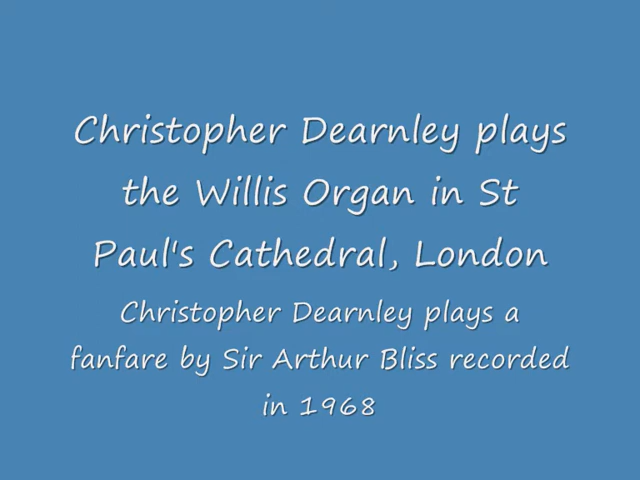 Christopher Dearnley plays
the Willis Organ in St
Paul's Cathedral, London
Christopher Dearnley plays a
fanfare by Sir Arthur Bliss recorded
in 1968